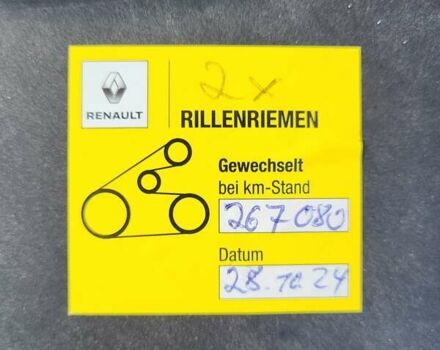 RENAULT
2x
RILLENRIEMEN
Gewechselt
bei km-Stand
267080
Datum
28.10.24